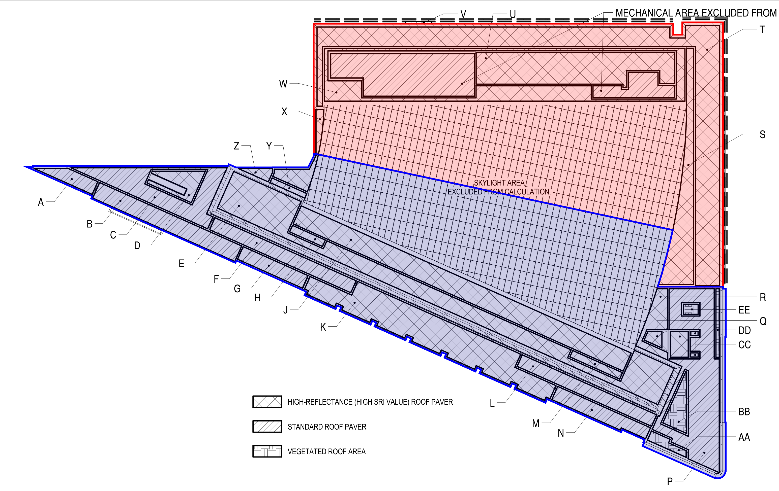 V
U
MECHANICAL AREA EXCLUDED FROM
T
W
X
S
Z
Y
SKYLIGHT AREA
EXCLUDED FROM CALCULATION
A
B
C
D
E
F
G
H
J
K
R
EE
Q
DD
CC
L
M
N
BB
AA
P
HIGH-REFLECTANCE (HIGH SRI VALUE) ROOF PAVER
STANDARD ROOF PAVER
VEGETATED ROOF AREA